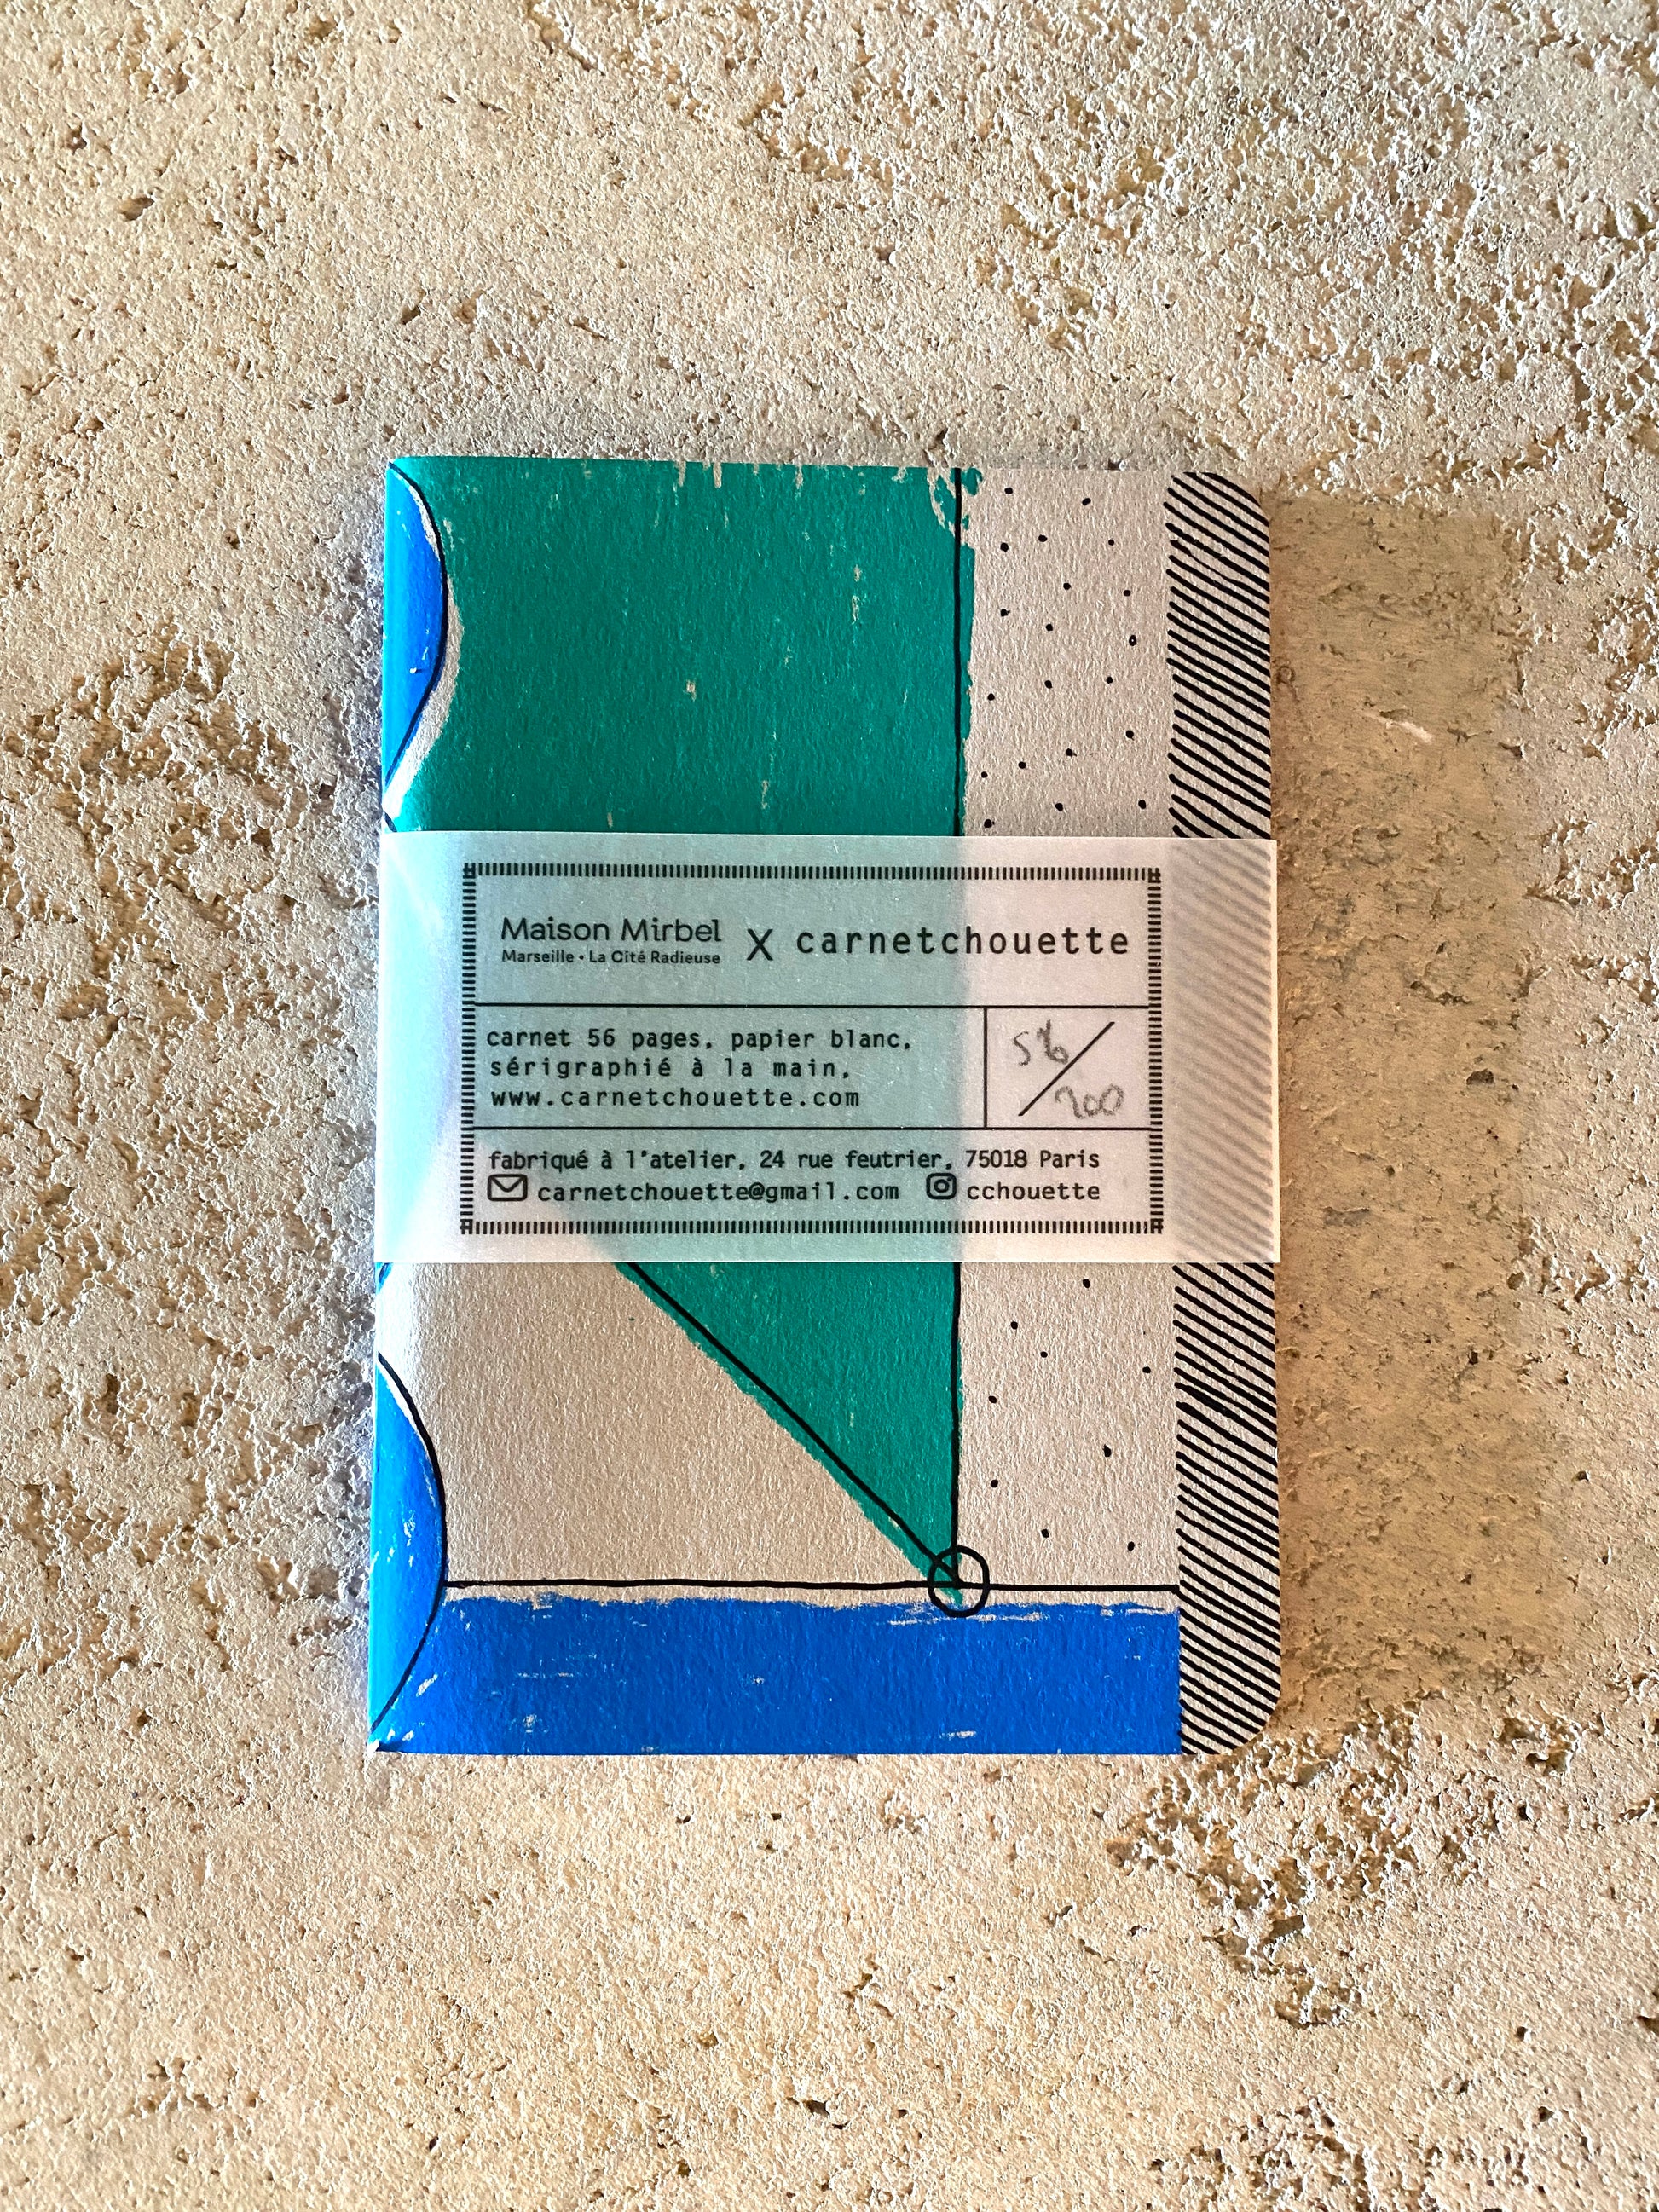 Maison Mirbel
Marseille • La Cité Radieuse
X carnetchouette
carnet 56 pages, papier blanc,
sérigraphié à la main,
www.carnetchouette.com
56/200
fabriqué à l'atelier, 24 rue feutrier, 75018 Paris
carnetchouette@gmail.com cchouette